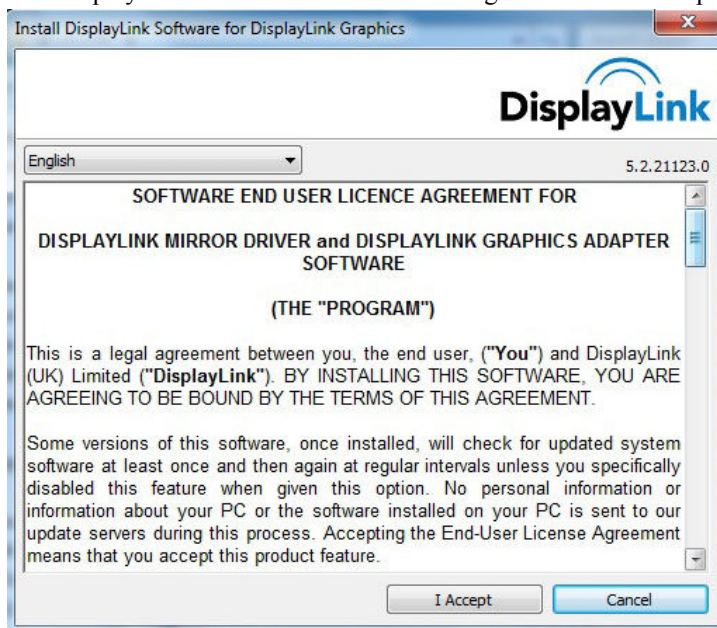 Install DisplayLink Software for DisplayLink Graphics
DisplayLink
English
5.2.21123.0
SOFTWARE END USER LICENCE AGREEMENT FOR
DISPLAYLINK MIRROR DRIVER and DISPLAYLINK GRAPHICS ADAPTER
SOFTWARE
(THE "PROGRAM")
This is a legal agreement between you, the end user, ("You") and DisplayLink
(UK) Limited ("DisplayLink"). BY INSTALLING THIS SOFTWARE, YOU ARE
AGREEING TO BE BOUND BY THE TERMS OF THIS AGREEMENT.
Some versions of this software, once installed, will check for updated system
software at least once and then again at regular intervals unless you specifically
disabled this feature when given this option. No personal information or
information about your PC or the software installed on your PC is sent to our
update servers during this process. Accepting the End-User License Agreement
means that you accept this product feature.
I Accept
Cancel